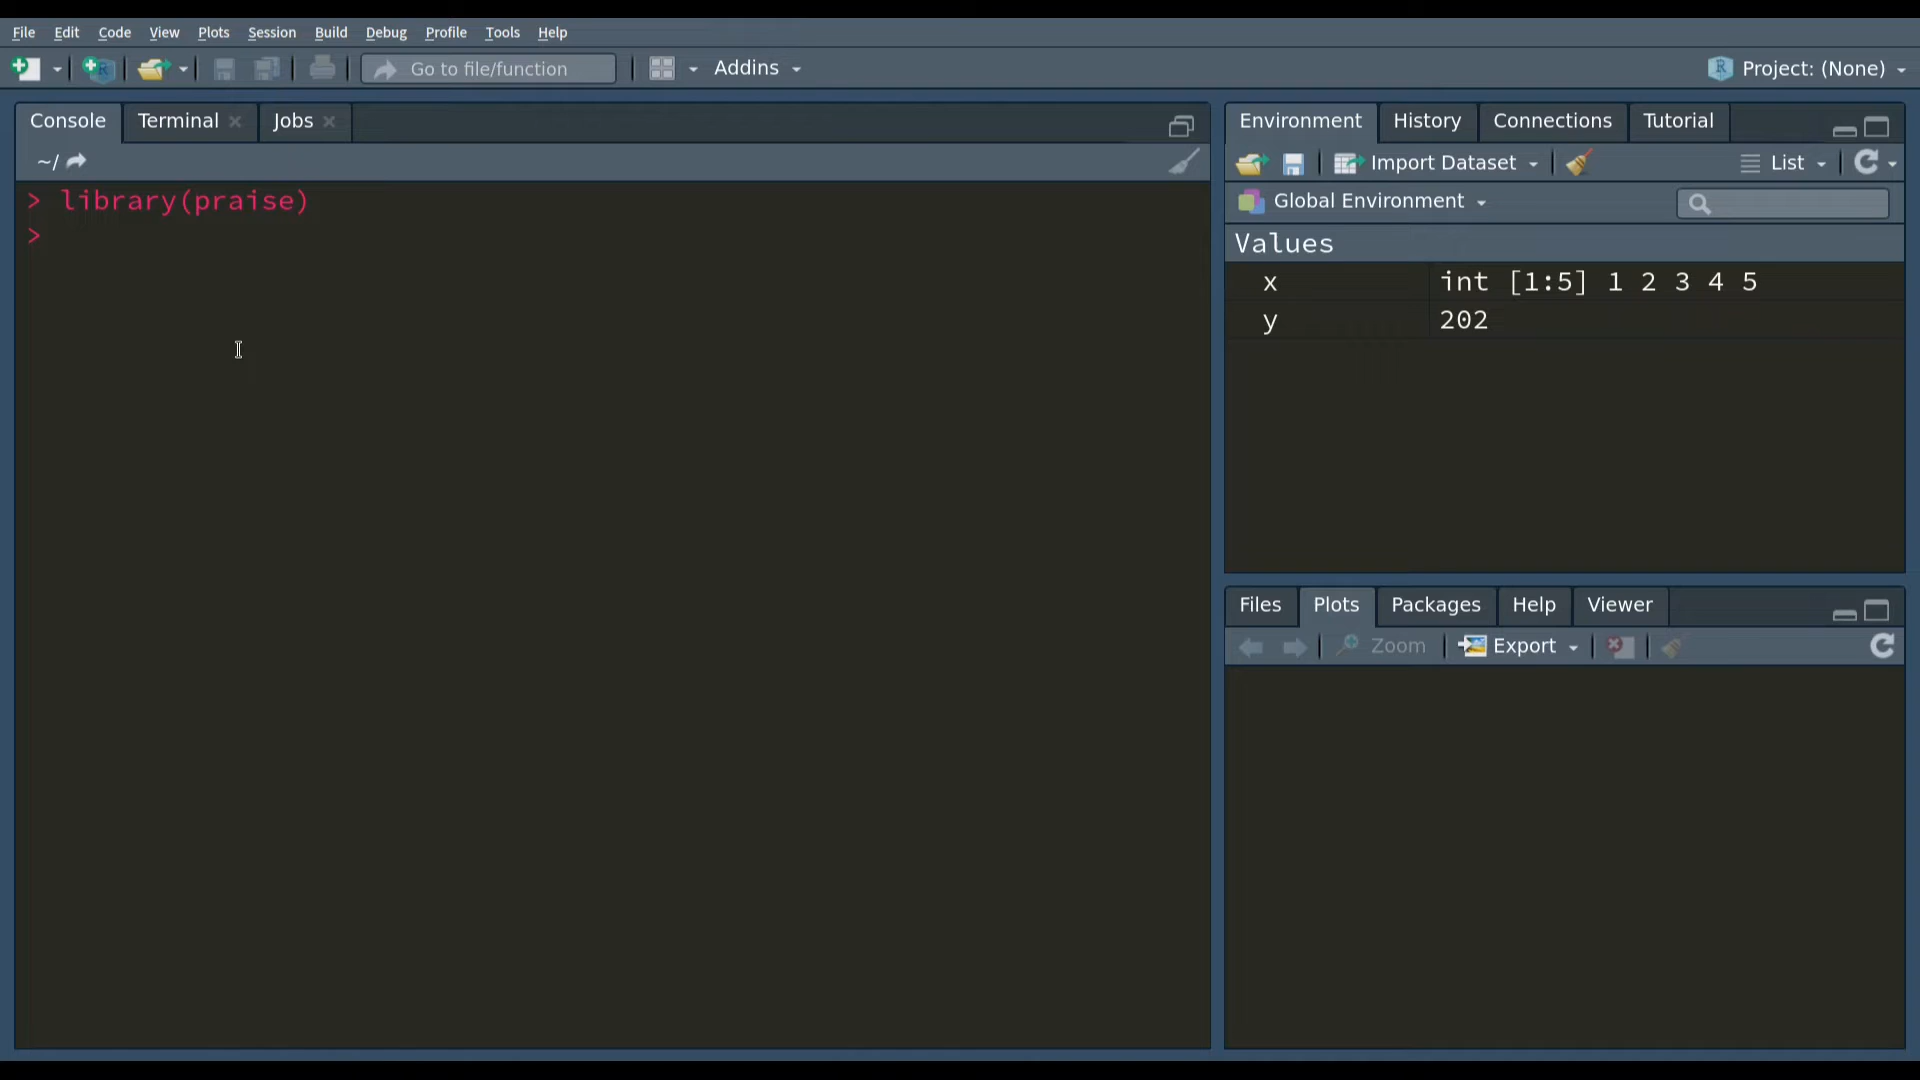 File Edit Code View Plots Session Build Debug Profile Tools Help
Go to file/function Addins Project: (None)
Console Terminal Jobs
~/
> library(praise)
>
Environment History Connections Tutorial
Import Dataset List
Global Environment
Values
x int [1:5] 1 2 3 4 5
y 202
Files Plots Packages Help Viewer
Zoom Export